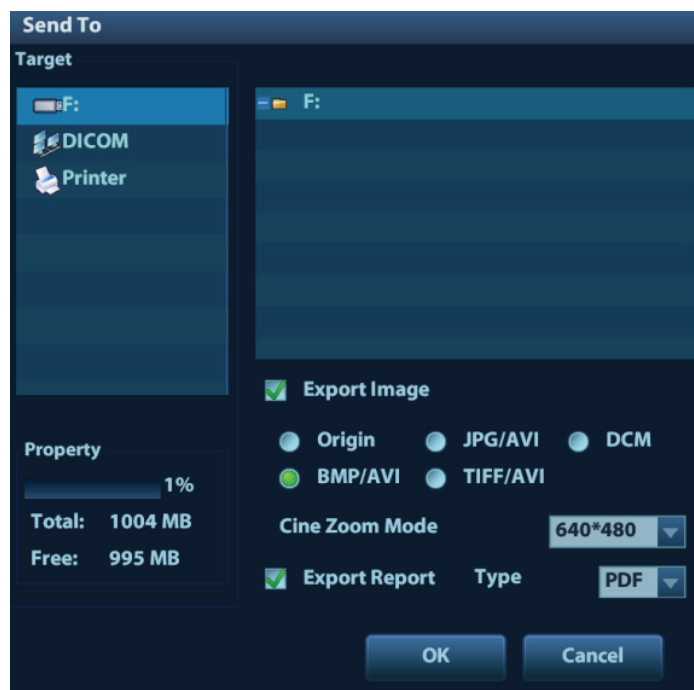 Send To
Target
F:
DICOM
Printer
F:
Export Image
Origin JPG/AVI DCM
BMP/AVI TIFF/AVI
Property
1%
Total: 1004 MB
Free: 995 MB
Cine Zoom Mode 640*480
Export Report Type PDF
OK Cancel